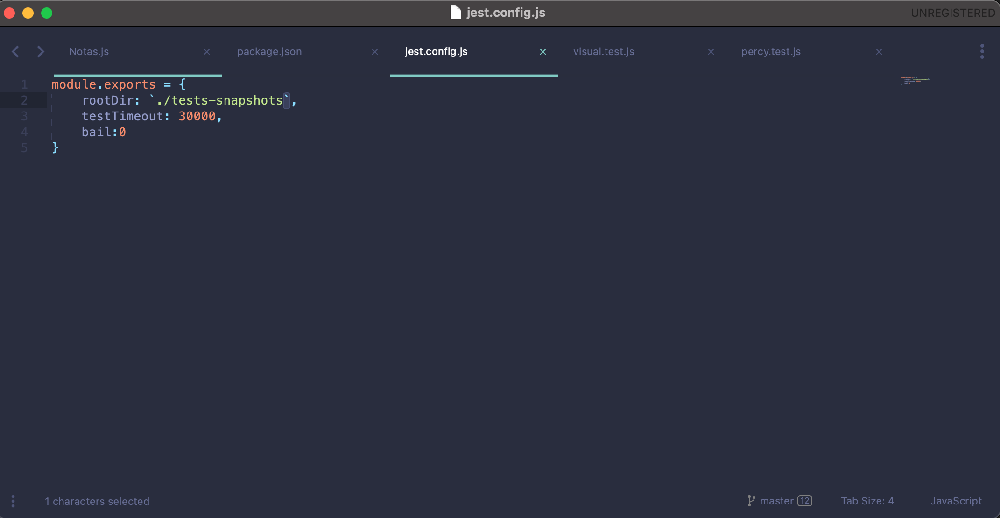 jest.config.js
UNREGISTERED
Notas.js
package.json
jest.config.js
visual.test.js
percy.test.js
1 module.exports = {
2     rootDir: `./tests-snapshots`,
3     testTimeout: 30000,
4     bail:0
5 }
1 characters selected
master 12
Tab Size: 4
JavaScript